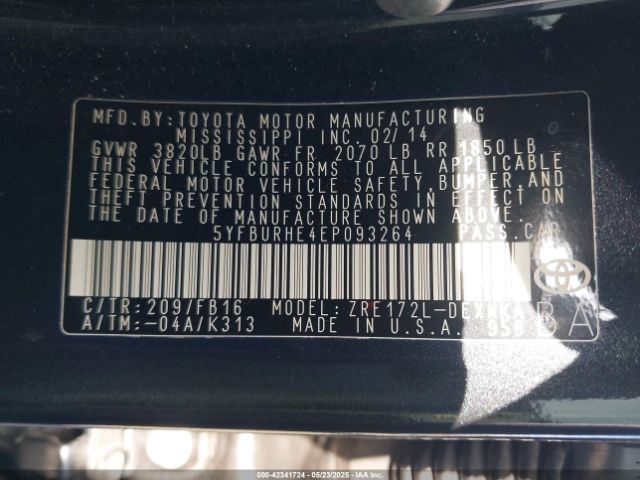 MFD. BY: TOYOTA MOTOR MANUFACTURING
MISSISSIPPI INC. 02/14
GVWR 3820LB GAWR FR 2070 LB RR 1850 LB
THIS VEHICLE CONFORMS TO ALL APPLICABLE
FEDERAL MOTOR VEHICLE SAFETY, BUMPER, AND
THEFT PREVENTION STANDARDS IN EFFECT ON
THE DATE OF MANUFACTURE SHOWN ABOVE.
5YFBURHE4EP093264 PASS. CAR
C/TR: 209/FB16 MODEL: 
A/TM:-04A/K313 MADE IN U.S.A. BA
000-42341724 | 05/23/2025 | IAA | Copart